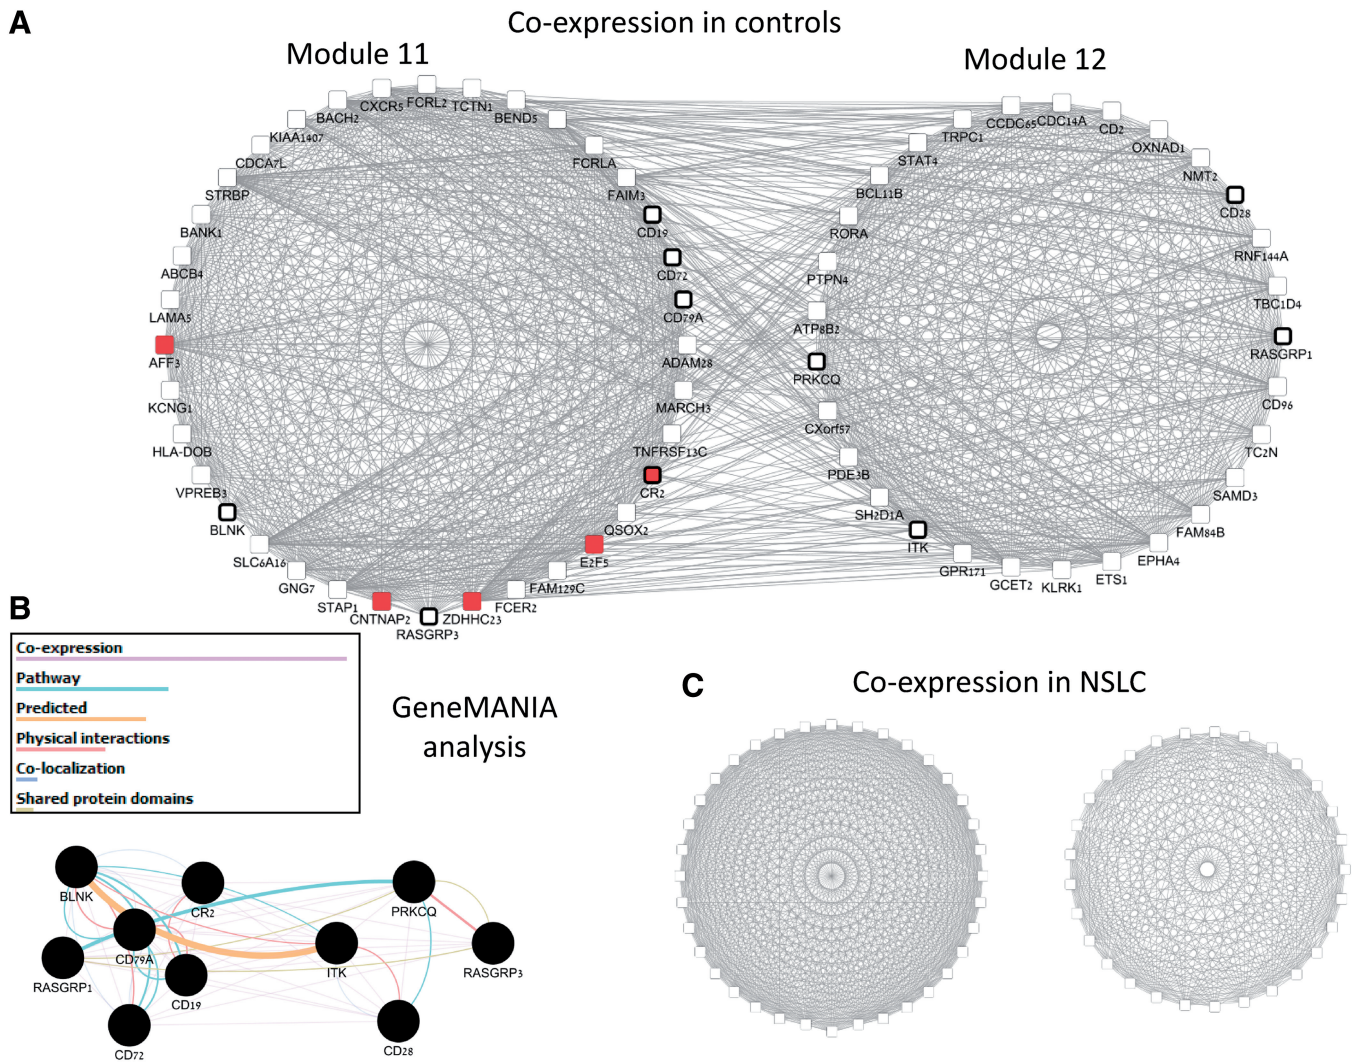 A
Co-expression in controls
Module 11
Module 12
CXCR5
FCRL2
TCTN1
BACH2
BEND5
KIAA1407
CDCA7L
FCRLA
STRBP
FAIM3
BANK1
CD19
ABCB4
CD72
LAMA5
CD79A
AFF3
ADAM28
KCNG1
MARCH3
HLA-DOB
TNFRSF13C
VPREB3
CR2
BLNK
QSOX2
SLC6A16
E2F5
GNG7
FAM129C
STAP1
FCER2
CNTNAP2
ZDHHC23
RASGRP3
CCDC65
CDC14A
CD2
TRPC1
OXNAD1
STAT4
NMT2
BCL11B
CD28
RORA
RNF144A
PTPN4
TBC1D4
ATP8B2
RASGRP1
PRKCQ
CD96
CXorf57
TC2N
PDE3B
SAMD3
SH2D1A
FAM84B
ITK
EPHA4
GPR171
ETS1
GCET2
KLRK1
B
Co-expression
Pathway
Predicted
Physical interactions
Co-localization
Shared protein domains
GeneMANIA
analysis
BLNK
CR2
PRKCQ
CD79A
ITK
RASGRP3
RASGRP1
CD19
CD72
CD28
C
Co-expression in NSLC